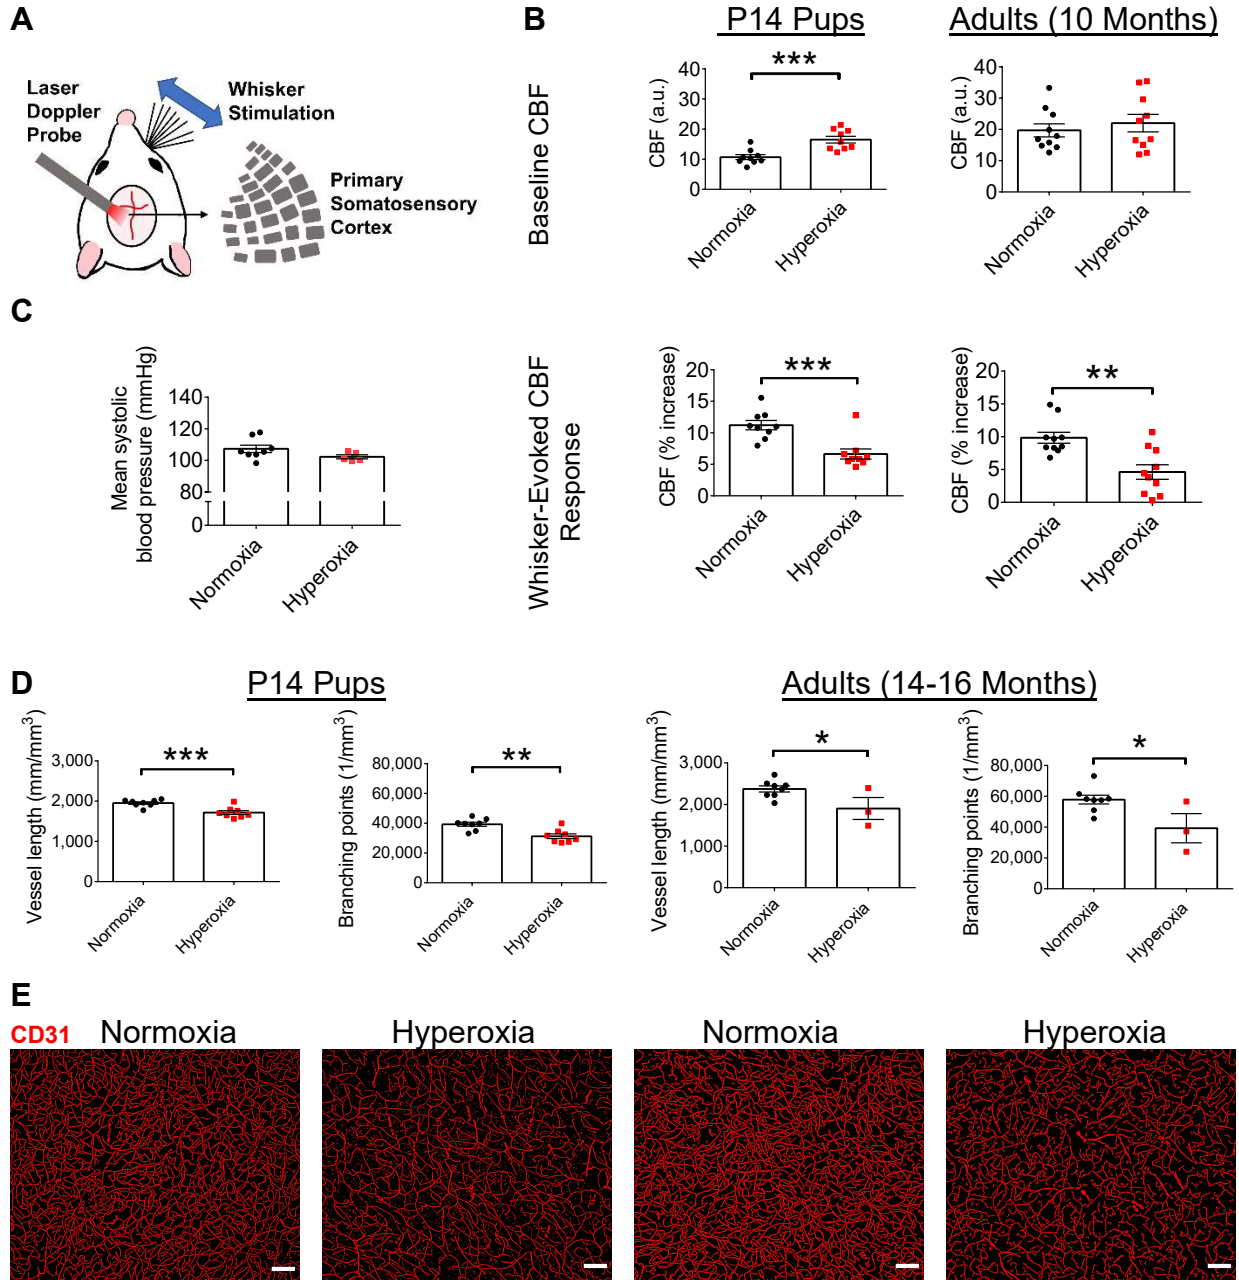 A
Laser
Doppler
Probe
Whisker
Stimulation
Primary
Somatosensory
Cortex
B
P14 Pups
Adults (10 Months)
Baseline CBF
CBF (a.u.)
40
30
20
10
0
***
Normoxia
Hyperoxia
CBF (a.u.)
40
30
20
10
0
Normoxia
Hyperoxia
C
Mean systolic
blood pressure (mmHg)
140
120
100
80
0
Normoxia
Hyperoxia
Whisker-Evoked CBF
Response
CBF (% increase)
20
15
10
5
0
***
Normoxia
Hyperoxia
CBF (% increase)
20
15
10
5
0
**
Normoxia
Hyperoxia
D
P14 Pups
Adults (14-16 Months)
Vessel length (mm/mm³)
3,000
2,000
1,000
0
***
Normoxia
Hyperoxia
Branching points (1/mm³)
80,000
60,000
40,000
20,000
0
**
Normoxia
Hyperoxia
Vessel length (mm/mm³)
3,000
2,000
1,000
0
*
Normoxia
Hyperoxia
Branching points (1/mm³)
80,000
60,000
40,000
20,000
0
*
Normoxia
Hyperoxia
E
CD31
Normoxia
Hyperoxia
Normoxia
Hyperoxia